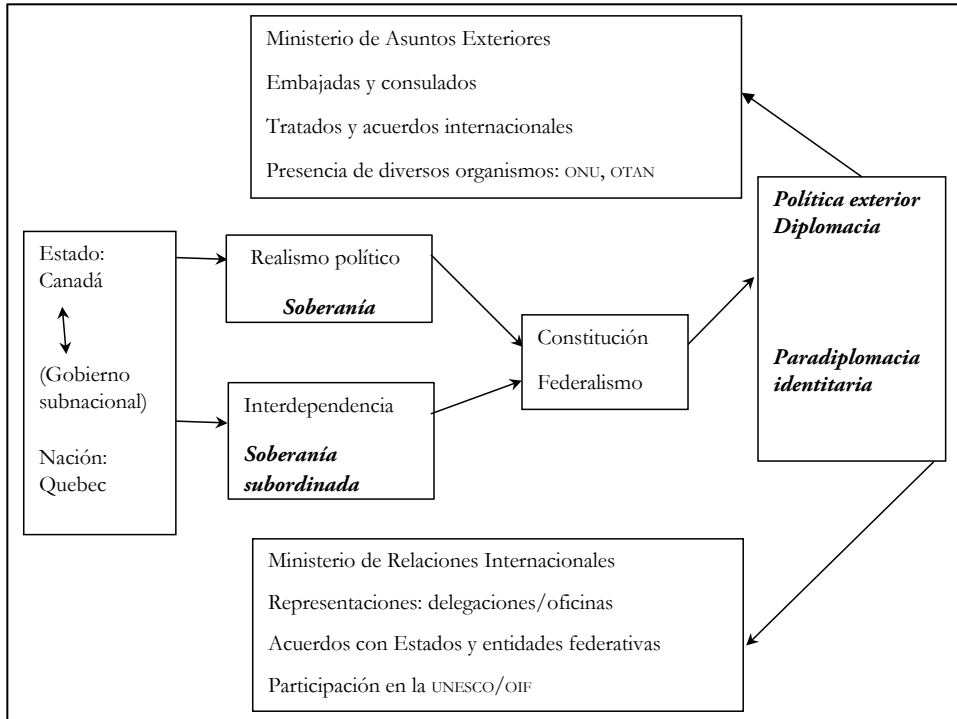 Ministerio de Asuntos Exteriores
Embajadas y consulados
Tratados y acuerdos internacionales
Presencia de diversos organismos: ONU, OTAN
Estado:
Canadá
(Gobierno
subnacional)
Nación:
Quebec
Realismo político
Soberanía
Interdependencia
Soberanía
subordinada
Constitución
Federalismo
Política exterior
Diplomacia
Paradiplomacia
identitaria
Ministerio de Relaciones Internacionales
Representaciones: delegaciones/oficinas
Acuerdos con Estados y entidades federativas
Participación en la UNESCO/OIF